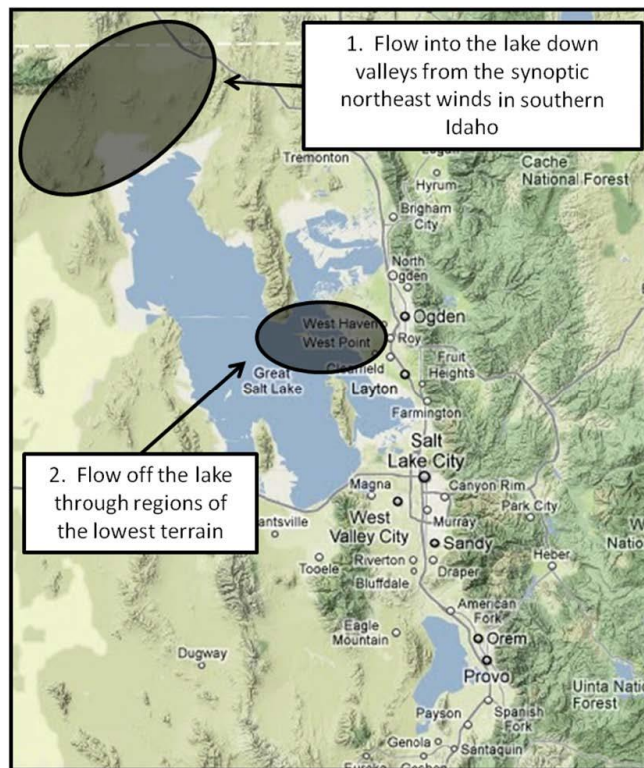 1. Flow into the lake down
valleys from the synoptic
northeast winds in southern
Idaho
Tremonton
Cache
National Forest
Hyrum
Brigham
City
North
Ogden
Ogden
West Haven
West Point
Roy
Clearfield
Fruit
Heights
Great
Salt Lake
Layton
Farmington
Salt
Lake City
2. Flow off the lake
through regions of
the lowest terrain
Magna
Canyon Rim
Park City
West
Valley City
Murray
antsville
Sandy
Heber
Natio
Tooele
Riverton
Draper
Bluffdale
American
Fork
Eagle
Mountain
Orem
Dugway
Provo
Uinta Nati
Forest
Payson
Spanish
Fork
Genola
Santaquin